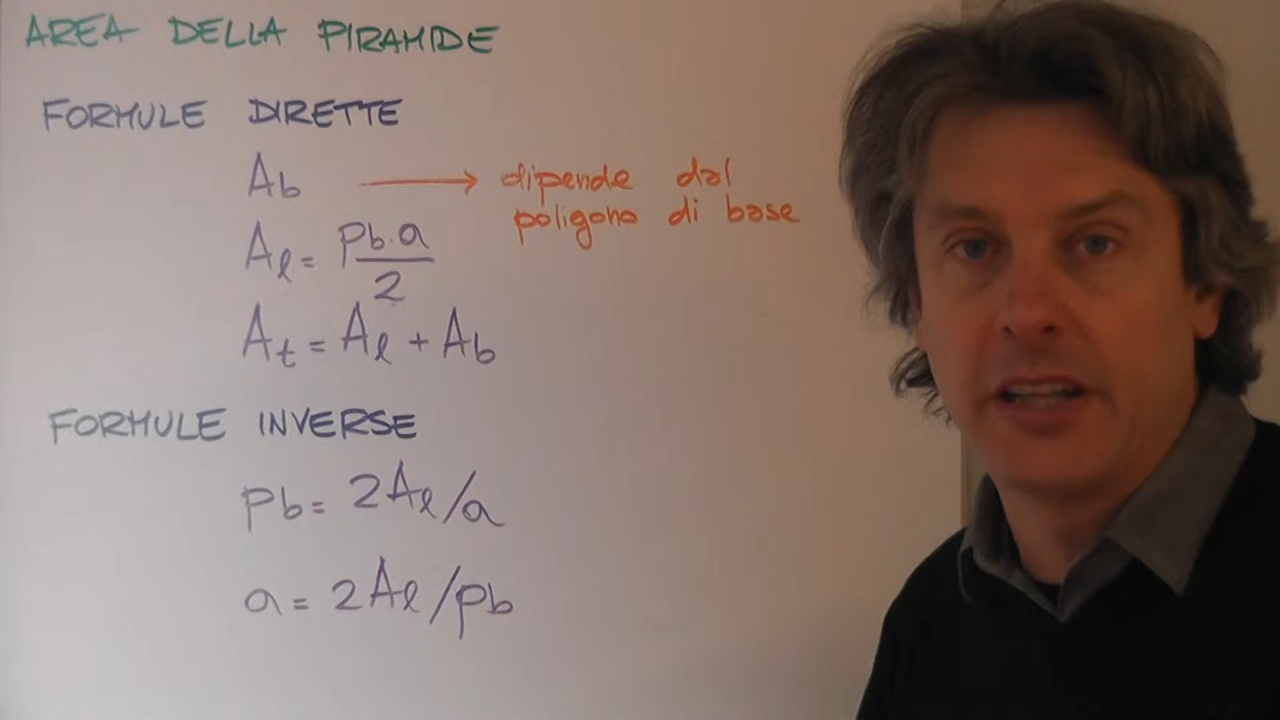 AREA DELLA PIRAMIDE
FORMULE DIRETTE
Ab → dipende dal
poligono di base
Al = pb.a / 2
At = Al + Ab
FORMULE INVERSE
pb = 2Al/a
a = 2Al/pb